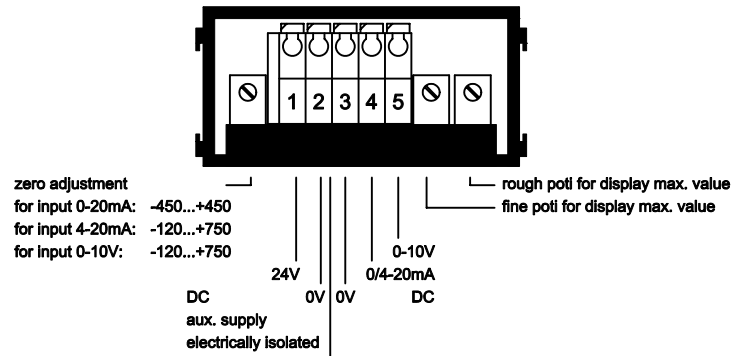 1 2 3 4 5
zero adjustment
for input 0-20mA: -450...+450
for input 4-20mA: -120...+750
for input 0-10V: -120...+750
rough poti for display max. value
fine poti for display max. value
0-10V
24V 0/4-20mA
DC 0V 0V DC
aux. supply
electrically isolated